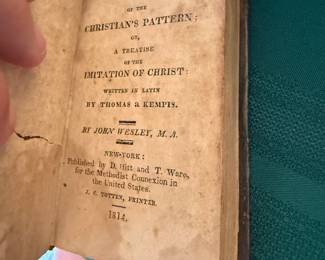 OF THE
CHRISTIAN'S PATTERN:
OR,
A TREATISE
OF THE
IMITATION OF CHRIST:
WRITTEN IN LATIN
BY THOMAS a KEMPIS.
BY JOHN WESLEY, M. A.
NEW-YORK:
Published by D. Hitt and T. Ware,
for the Methodist Connexion in
the United States.
J. C. TOTTEN, PRINTER.
1814.